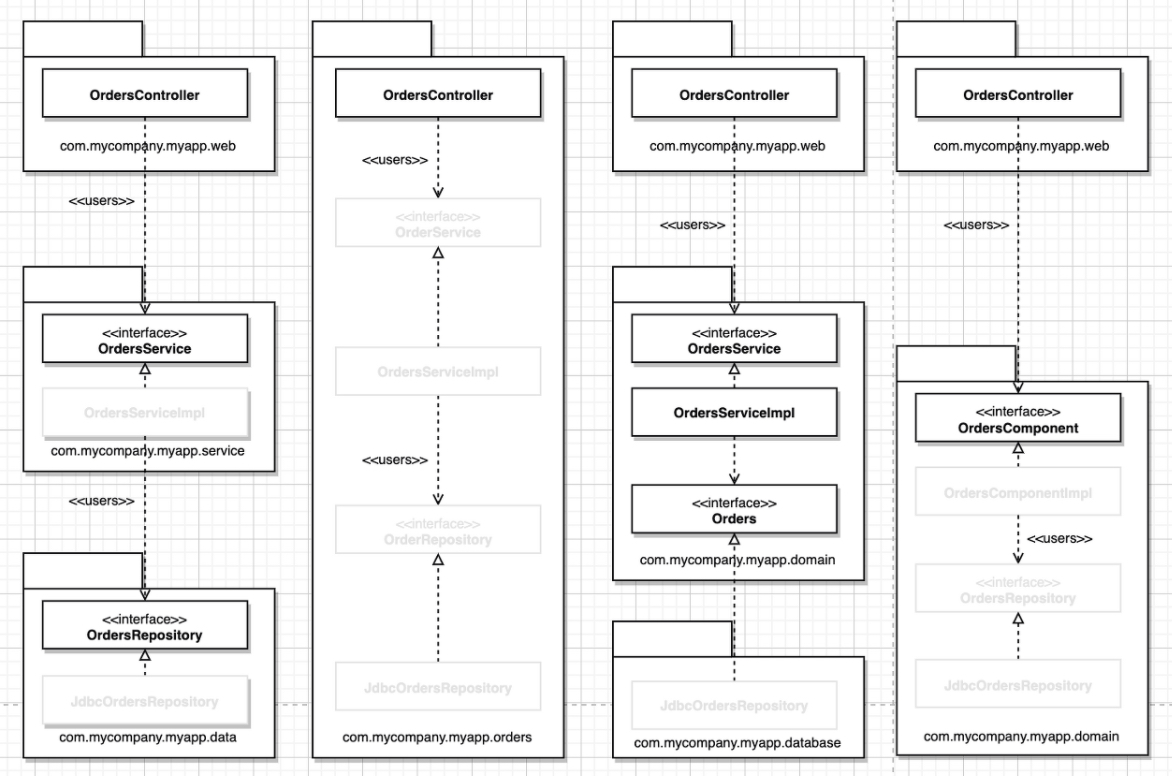 OrdersController
com.mycompany.myapp.web
<<users>>
<<interface>>
OrdersService
OrdersServiceImpl
com.mycompany.myapp.service
<<users>>
<<interface>>
OrdersRepository
JdbcOrdersRepository
com.mycompany.myapp.data
OrdersController
<<users>>
<<interface>>
OrderService
OrdersServiceImpl
<<users>>
<<interface>>
OrderRepository
JdbcOrdersRepository
com.mycompany.myapp.orders
OrdersController
com.mycompany.myapp.web
<<users>>
<<interface>>
OrdersService
OrdersServiceImpl
<<interface>>
Orders
com.mycompany.myapp.domain
JdbcOrdersRepository
com.mycompany.myapp.database
OrdersController
com.mycompany.myapp.web
<<users>>
<<interface>>
OrdersComponent
OrdersComponentImpl
<<users>>
<<interface>>
OrdersRepository
JdbcOrdersRepository
com.mycompany.myapp.domain